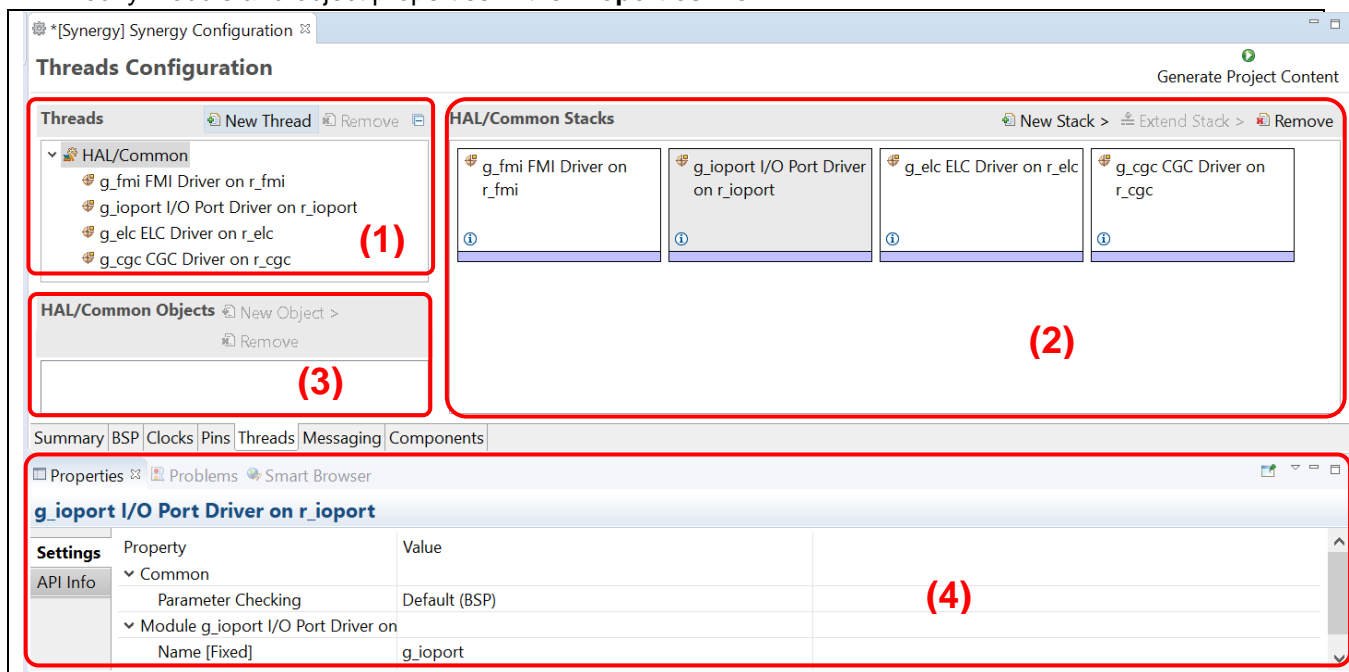 *[Synergy] Synergy Configuration
Threads Configuration
Generate Project Content
Threads New Thread Remove
HAL/Common
g_fmi FMI Driver on r_fmi
g_ioport I/O Port Driver on r_ioport
g_elc ELC Driver on r_elc
g_cgc CGC Driver on r_cgc
(1)
HAL/Common Stacks New Stack > Extend Stack > Remove
g_fmi FMI Driver on
r_fmi
g_ioport I/O Port Driver
on r_ioport
g_elc ELC Driver on r_elc
g_cgc CGC Driver on
r_cgc
(2)
HAL/Common Objects New Object >
Remove
(3)
Summary BSP Clocks Pins Threads Messaging Components
Properties Problems Smart Browser
g_ioport I/O Port Driver on r_ioport
Settings
API Info
Property Value
Common
Parameter Checking Default (BSP)
Module g_ioport I/O Port Driver on
Name [Fixed] g_ioport
(4)